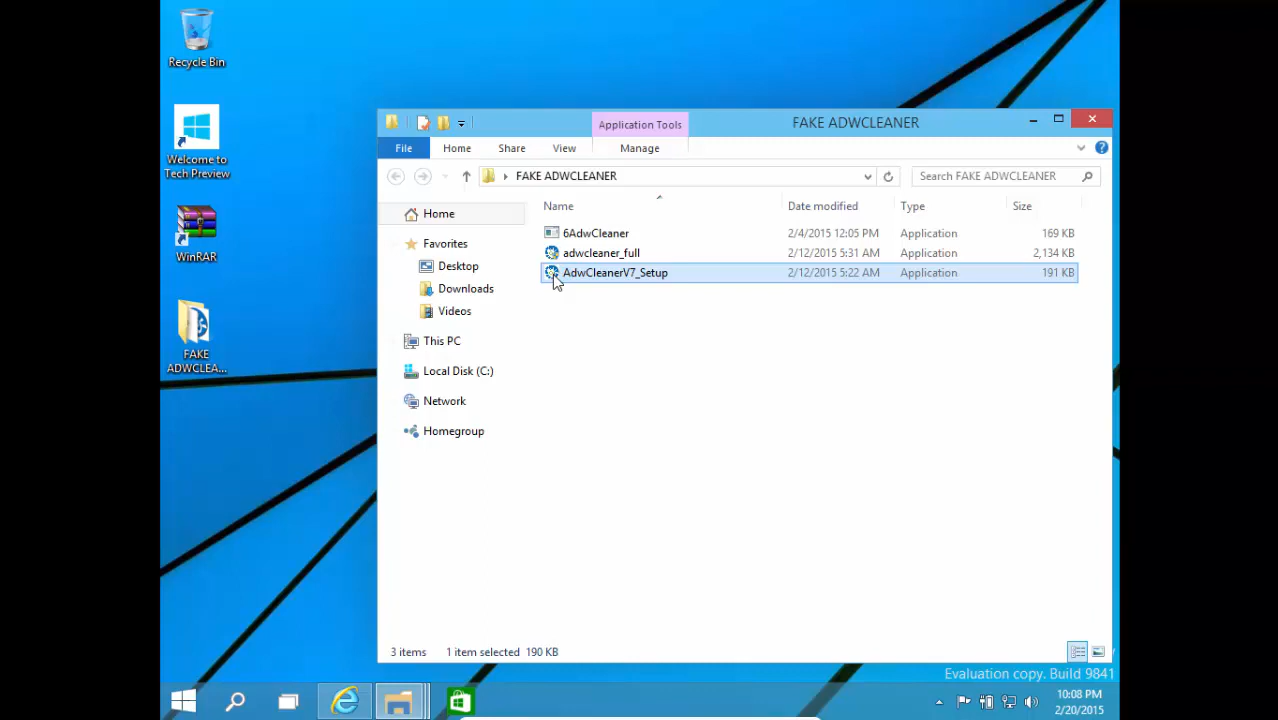 Recycle Bin
Welcome to
Tech Preview
WinRAR
FAKE
ADWCLEA...
Application Tools
FAKE ADWCLEANER
File
Home
Share
View
Manage
FAKE ADWCLEANER
Search FAKE ADWCLEANER
Home
Favorites
Desktop
Downloads
Videos
This PC
Local Disk (C:)
Network
Homegroup
Name Date modified Type Size
6AdwCleaner 2/4/2015 12:05 PM Application 169 KB
adwcleaner_full 2/12/2015 5:31 AM Application 2,134 KB
AdwCleanerV7_Setup 2/12/2015 5:22 AM Application 191 KB
3 items 1 item selected 190 KB
Evaluation copy. Build 9841
10:08 PM
2/20/2015